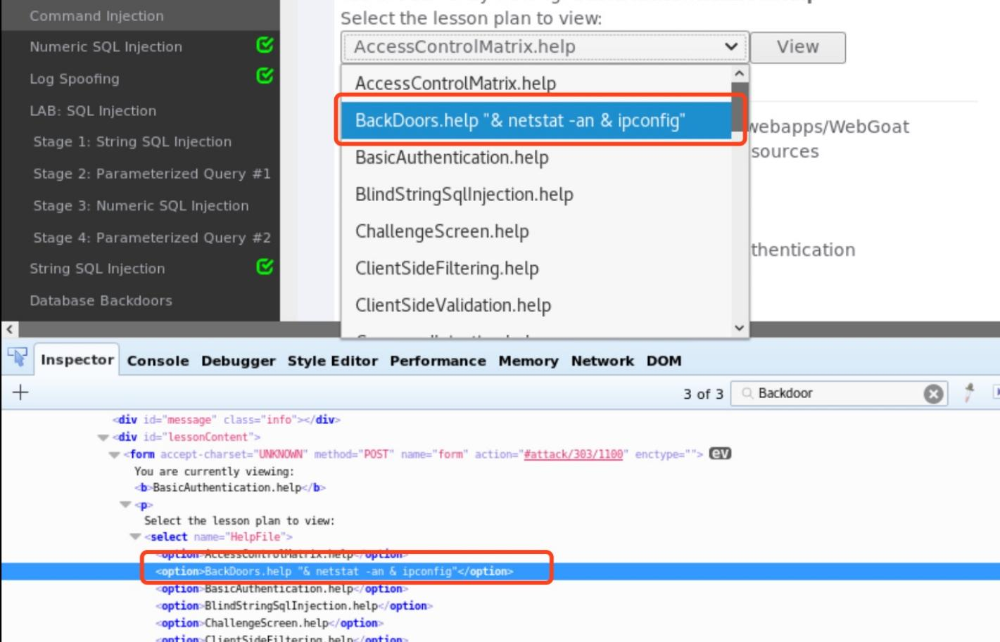 Command Injection
Numeric SQL Injection
Log Spoofing
LAB: SQL Injection
Stage 1: String SQL Injection
Stage 2: Parameterized Query #1
Stage 3: Numeric SQL Injection
Stage 4: Parameterized Query #2
String SQL Injection
Database Backdoors
Select the lesson plan to view:
AccessControlMatrix.help
View
AccessControlMatrix.help
BackDoors.help "& netstat -an & ipconfig"
BasicAuthentication.help
BlindStringSqlInjection.help
ChallengeScreen.help
ClientSideFiltering.help
ClientSideValidation.help
webapps/WebGoat
sources
thentication
Inspector Console Debugger Style Editor Performance Memory Network DOM
3 of 3 Backdoor
<div id="message" class="info"></div>
<div id="lessonContent">
<form accept-charset="UNKNOWN" method="POST" name="form" action="#attack/303/1100" enctype=""> ev
You are currently viewing:
<b>BasicAuthentication.help</b>
<p>
Select the lesson plan to view:
<select name="HelpFile">
<option>AccessControlMatrix.help</option>
<option>BackDoors.help "& netstat -an & ipconfig"</option>
<option>BasicAuthentication.help</option>
<option>BlindStringSqlInjection.help</option>
<option>ChallengeScreen.help</option>
<option>ClientSideFiltering.help</option>